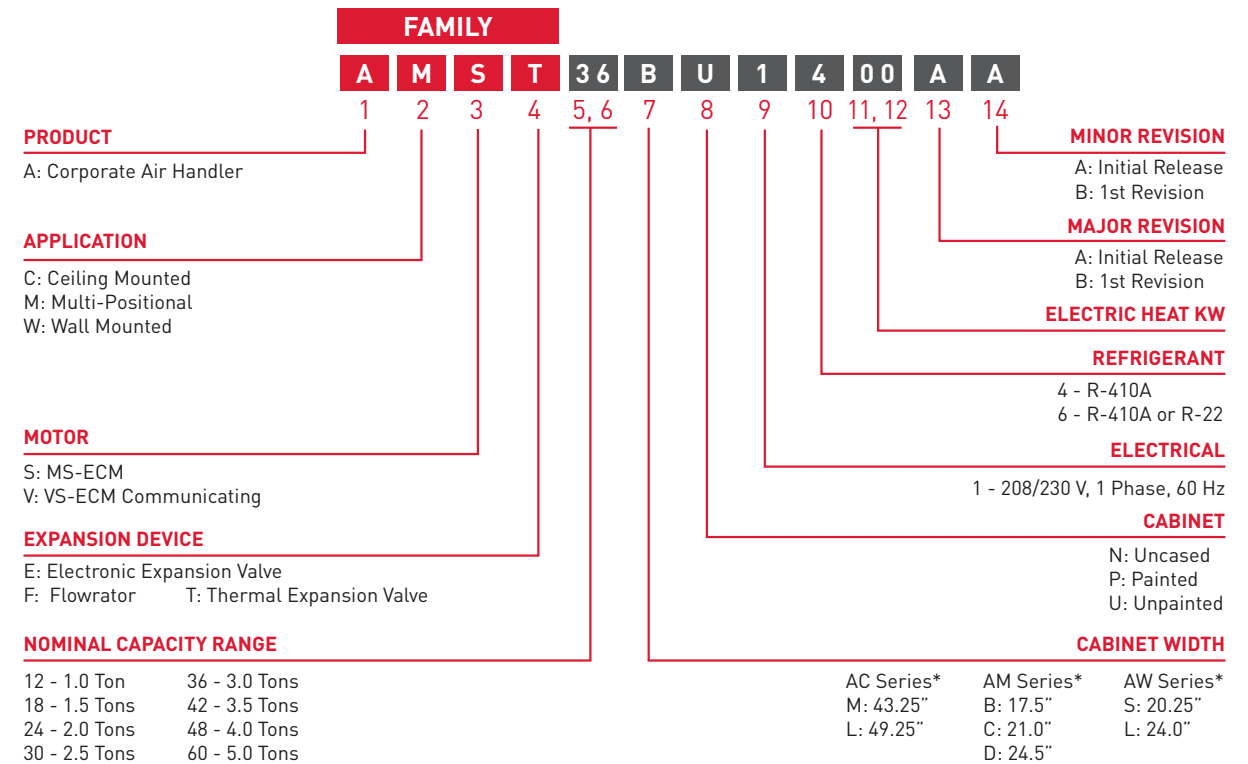 FAMILY
A M S T 36 B U 1 4 00 A A
1 2 3 4 5, 6 7 8 9 10 11, 12 13 14
PRODUCT
A: Corporate Air Handler
APPLICATION
C: Ceiling Mounted
M: Multi-Positional
W: Wall Mounted
MOTOR
S: MS-ECM
V: VS-ECM Communicating
EXPANSION DEVICE
E: Electronic Expansion Valve
F: Flowrator T: Thermal Expansion Valve
NOMINAL CAPACITY RANGE
12 - 1.0 Ton 36 - 3.0 Tons
18 - 1.5 Tons 42 - 3.5 Tons
24 - 2.0 Tons 48 - 4.0 Tons
30 - 2.5 Tons 60 - 5.0 Tons
MINOR REVISION
A: Initial Release
B: 1st Revision
MAJOR REVISION
A: Initial Release
B: 1st Revision
ELECTRIC HEAT KW
REFRIGERANT
4 - R-410A
6 - R-410A or R-22
ELECTRICAL
1 - 208/230 V, 1 Phase, 60 Hz
CABINET
N: Uncased
P: Painted
U: Unpainted
CABINET WIDTH
AC Series* AM Series* AW Series*
M: 43.25” B: 17.5” S: 20.25”
L: 49.25” C: 21.0” L: 24.0”
D: 24.5”